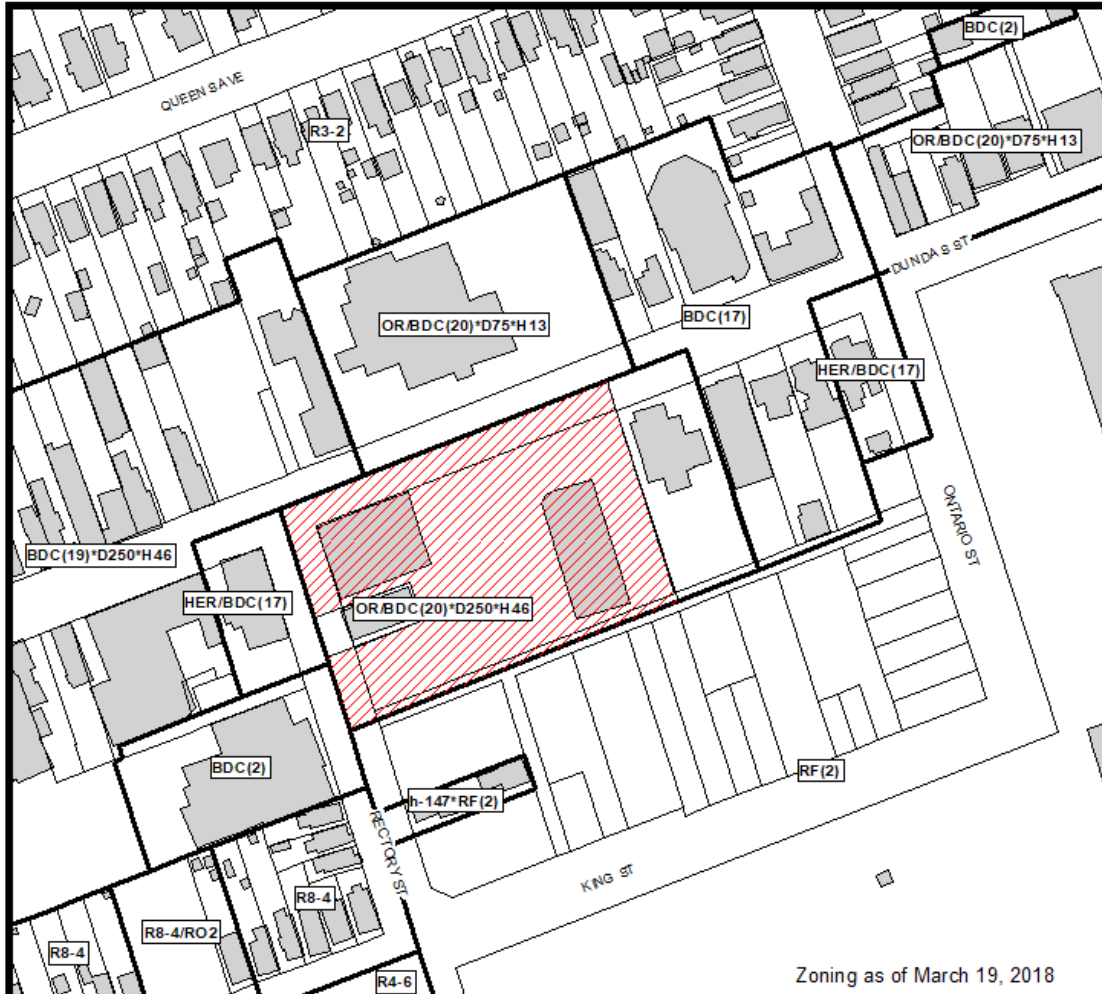 BDC(2)
QUEENS AVE
R3-2
OR/BDC(20)*D75*H13
DUNDAS ST
OR/BDC(20)*D75*H13
BDC(17)
HER/BDC(17)
ONTARIO ST
BDC(19)*D250*H46
HER/BDC(17)
OR/BDC(20)*D250*H46
BDC(2)
RF(2)
h-147*RF(2)
RECTORY ST
KING ST
R8-4
R8-4/RO2
R8-4
R4-6
Zoning as of March 19, 2018